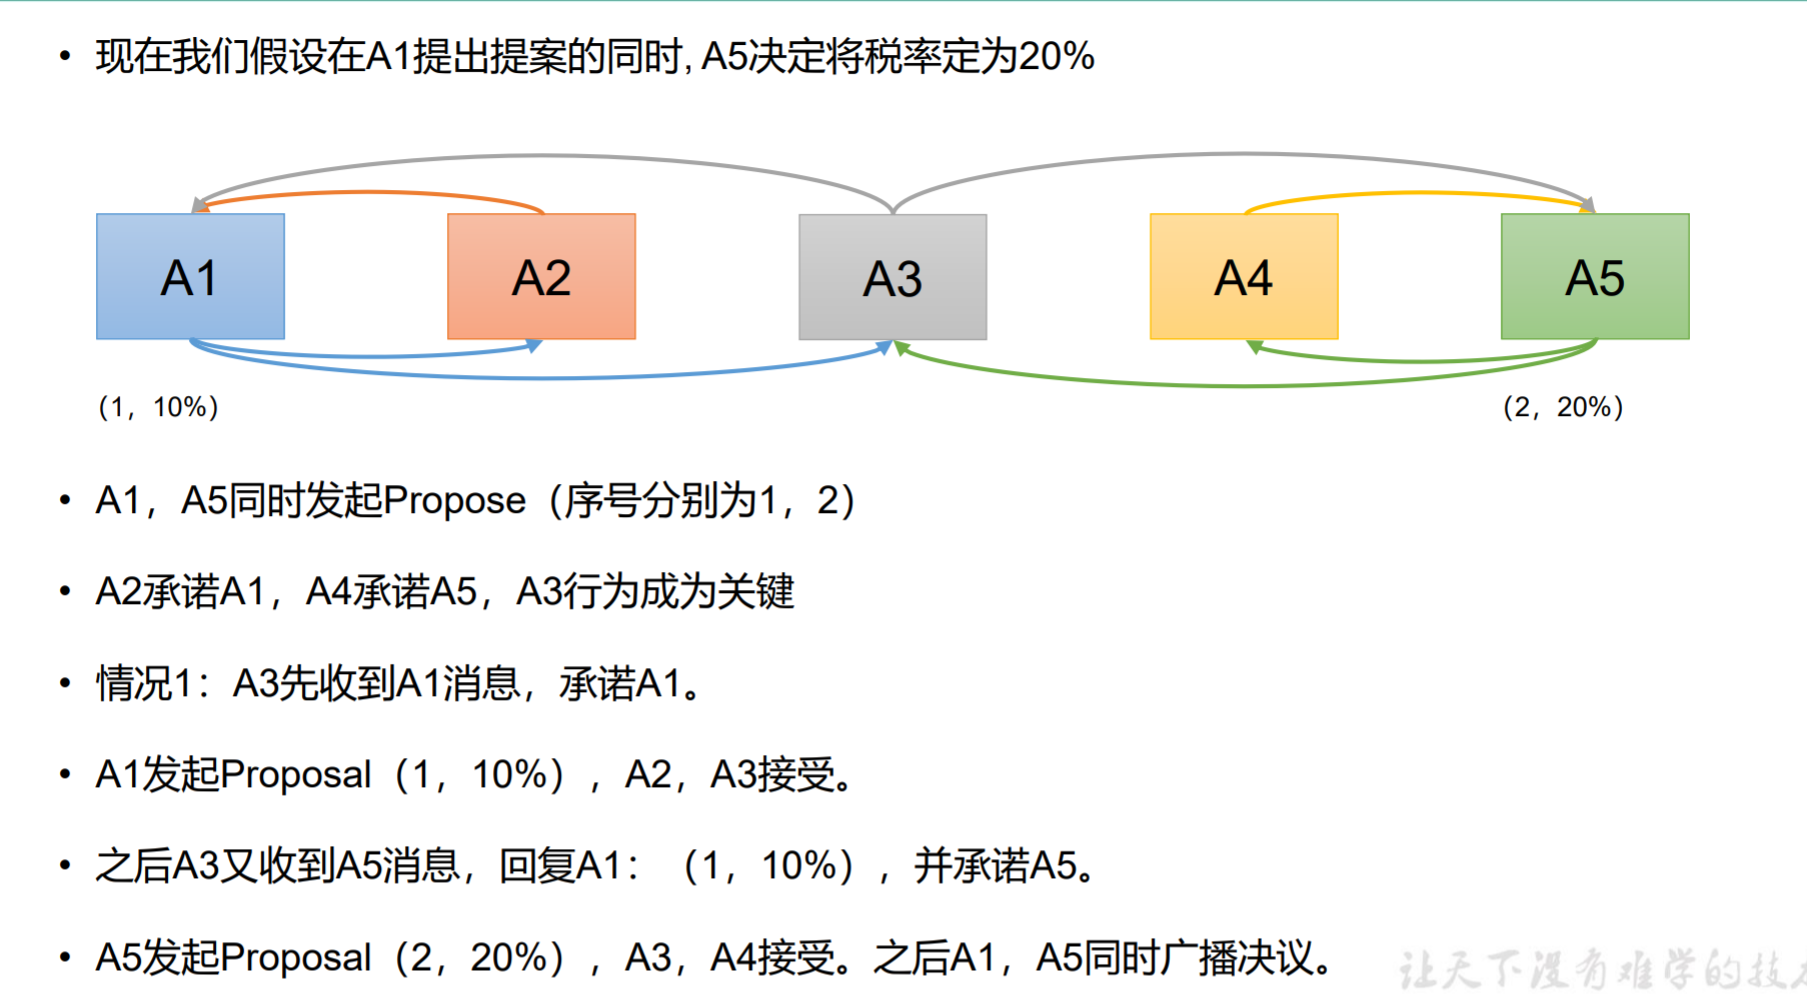 • 现在我们假设在A1提出提案的同时, A5决定将税率定为20%
A1
A2
A3
A4
A5
（1，10%）
（2，20%）
• A1，A5同时发起Propose（序号分别为1，2）
• A2承诺A1，A4承诺A5，A3行为成为关键
• 情况1：A3先收到A1消息，承诺A1。
• A1发起Proposal（1，10%），A2，A3接受。
• 之后A3又收到A5消息，回复A1：（1，10%），并承诺A5。
• A5发起Proposal（2，20%），A3，A4接受。之后A1，A5同时广播决议。
让天下没有难学的技